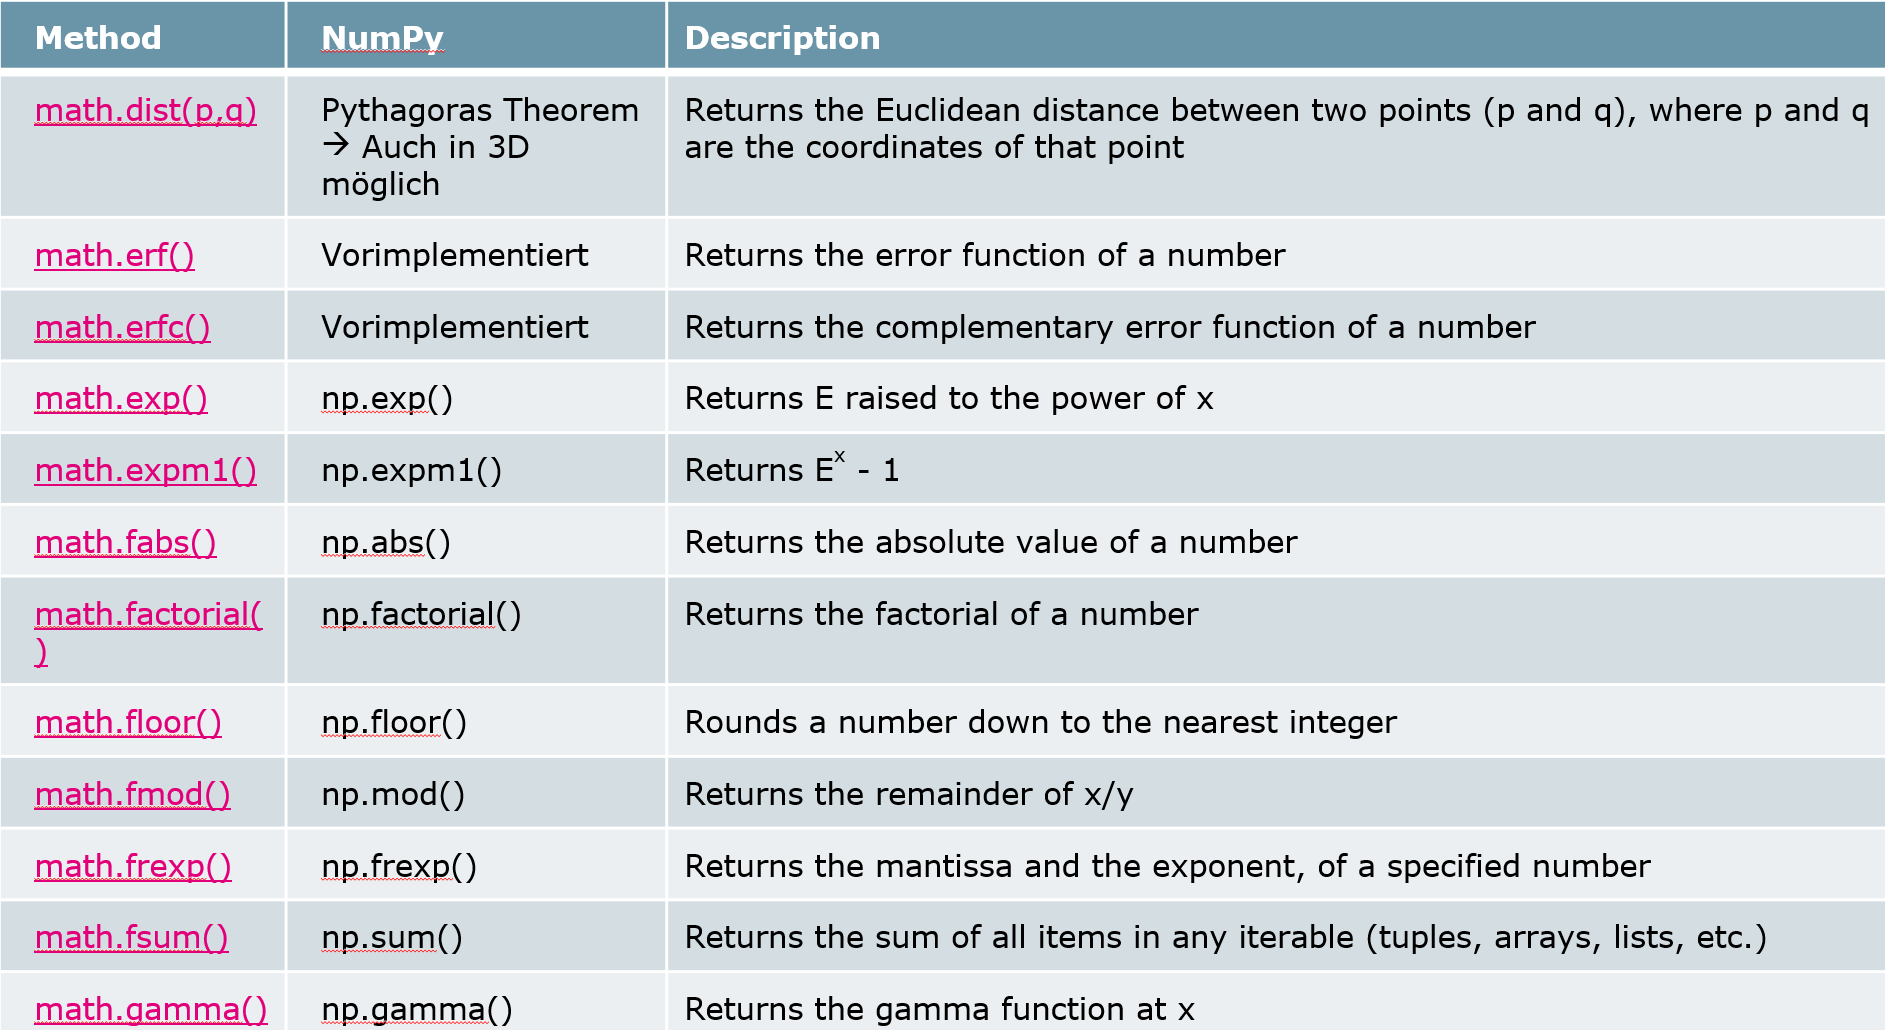 Method NumPy Description
math.dist(p,q) Pythagoras Theorem Returns the Euclidean distance between two points (p and q), where p and q
→ Auch in 3D are the coordinates of that point
möglich
math.erf() Vorimplementiert Returns the error function of a number
math.erfc() Vorimplementiert Returns the complementary error function of a number
math.exp() np.exp() Returns E raised to the power of x
math.expm1() np.expm1() Returns Eˣ - 1
math.fabs() np.abs() Returns the absolute value of a number
math.factorial( np.factorial() Returns the factorial of a number
)
math.floor() np.floor() Rounds a number down to the nearest integer
math.fmod() np.mod() Returns the remainder of x/y
math.frexp() np.frexp() Returns the mantissa and the exponent, of a specified number
math.fsum() np.sum() Returns the sum of all items in any iterable (tuples, arrays, lists, etc.)
math.gamma() np.gamma() Returns the gamma function at x